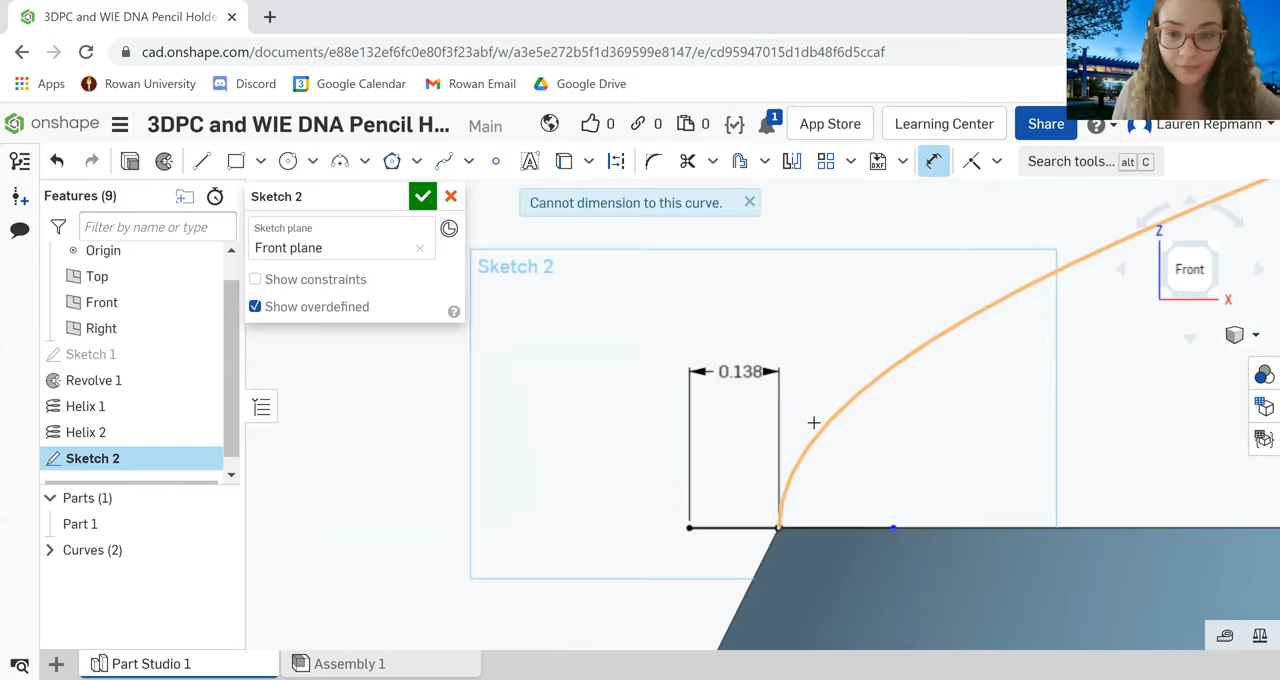 3DPC and WIE DNA Pencil Holde
cad.onshape.com/documents/e88e132ef6fc0e80f3f23abf/w/a3e5e272b5f1d369599e8147/e/cd95947015d1db48f6d5ccaf
Apps Rowan University Discord Google Calendar Rowan Email Google Drive
onshape 3DPC and WIE DNA Pencil H... Main 0 0 0 1 App Store Learning Center Share Lauren Repmann
Search tools... alt C
Features (9)
Filter by name or type
Origin
Top
Front
Right
Sketch 1
Revolve 1
Helix 1
Helix 2
Sketch 2
Parts (1)
Part 1
Curves (2)
Sketch 2
Sketch plane
Front plane
Show constraints
Show overdefined
Cannot dimension to this curve.
Sketch 2
0.138
Z
Front
X
Part Studio 1 Assembly 1